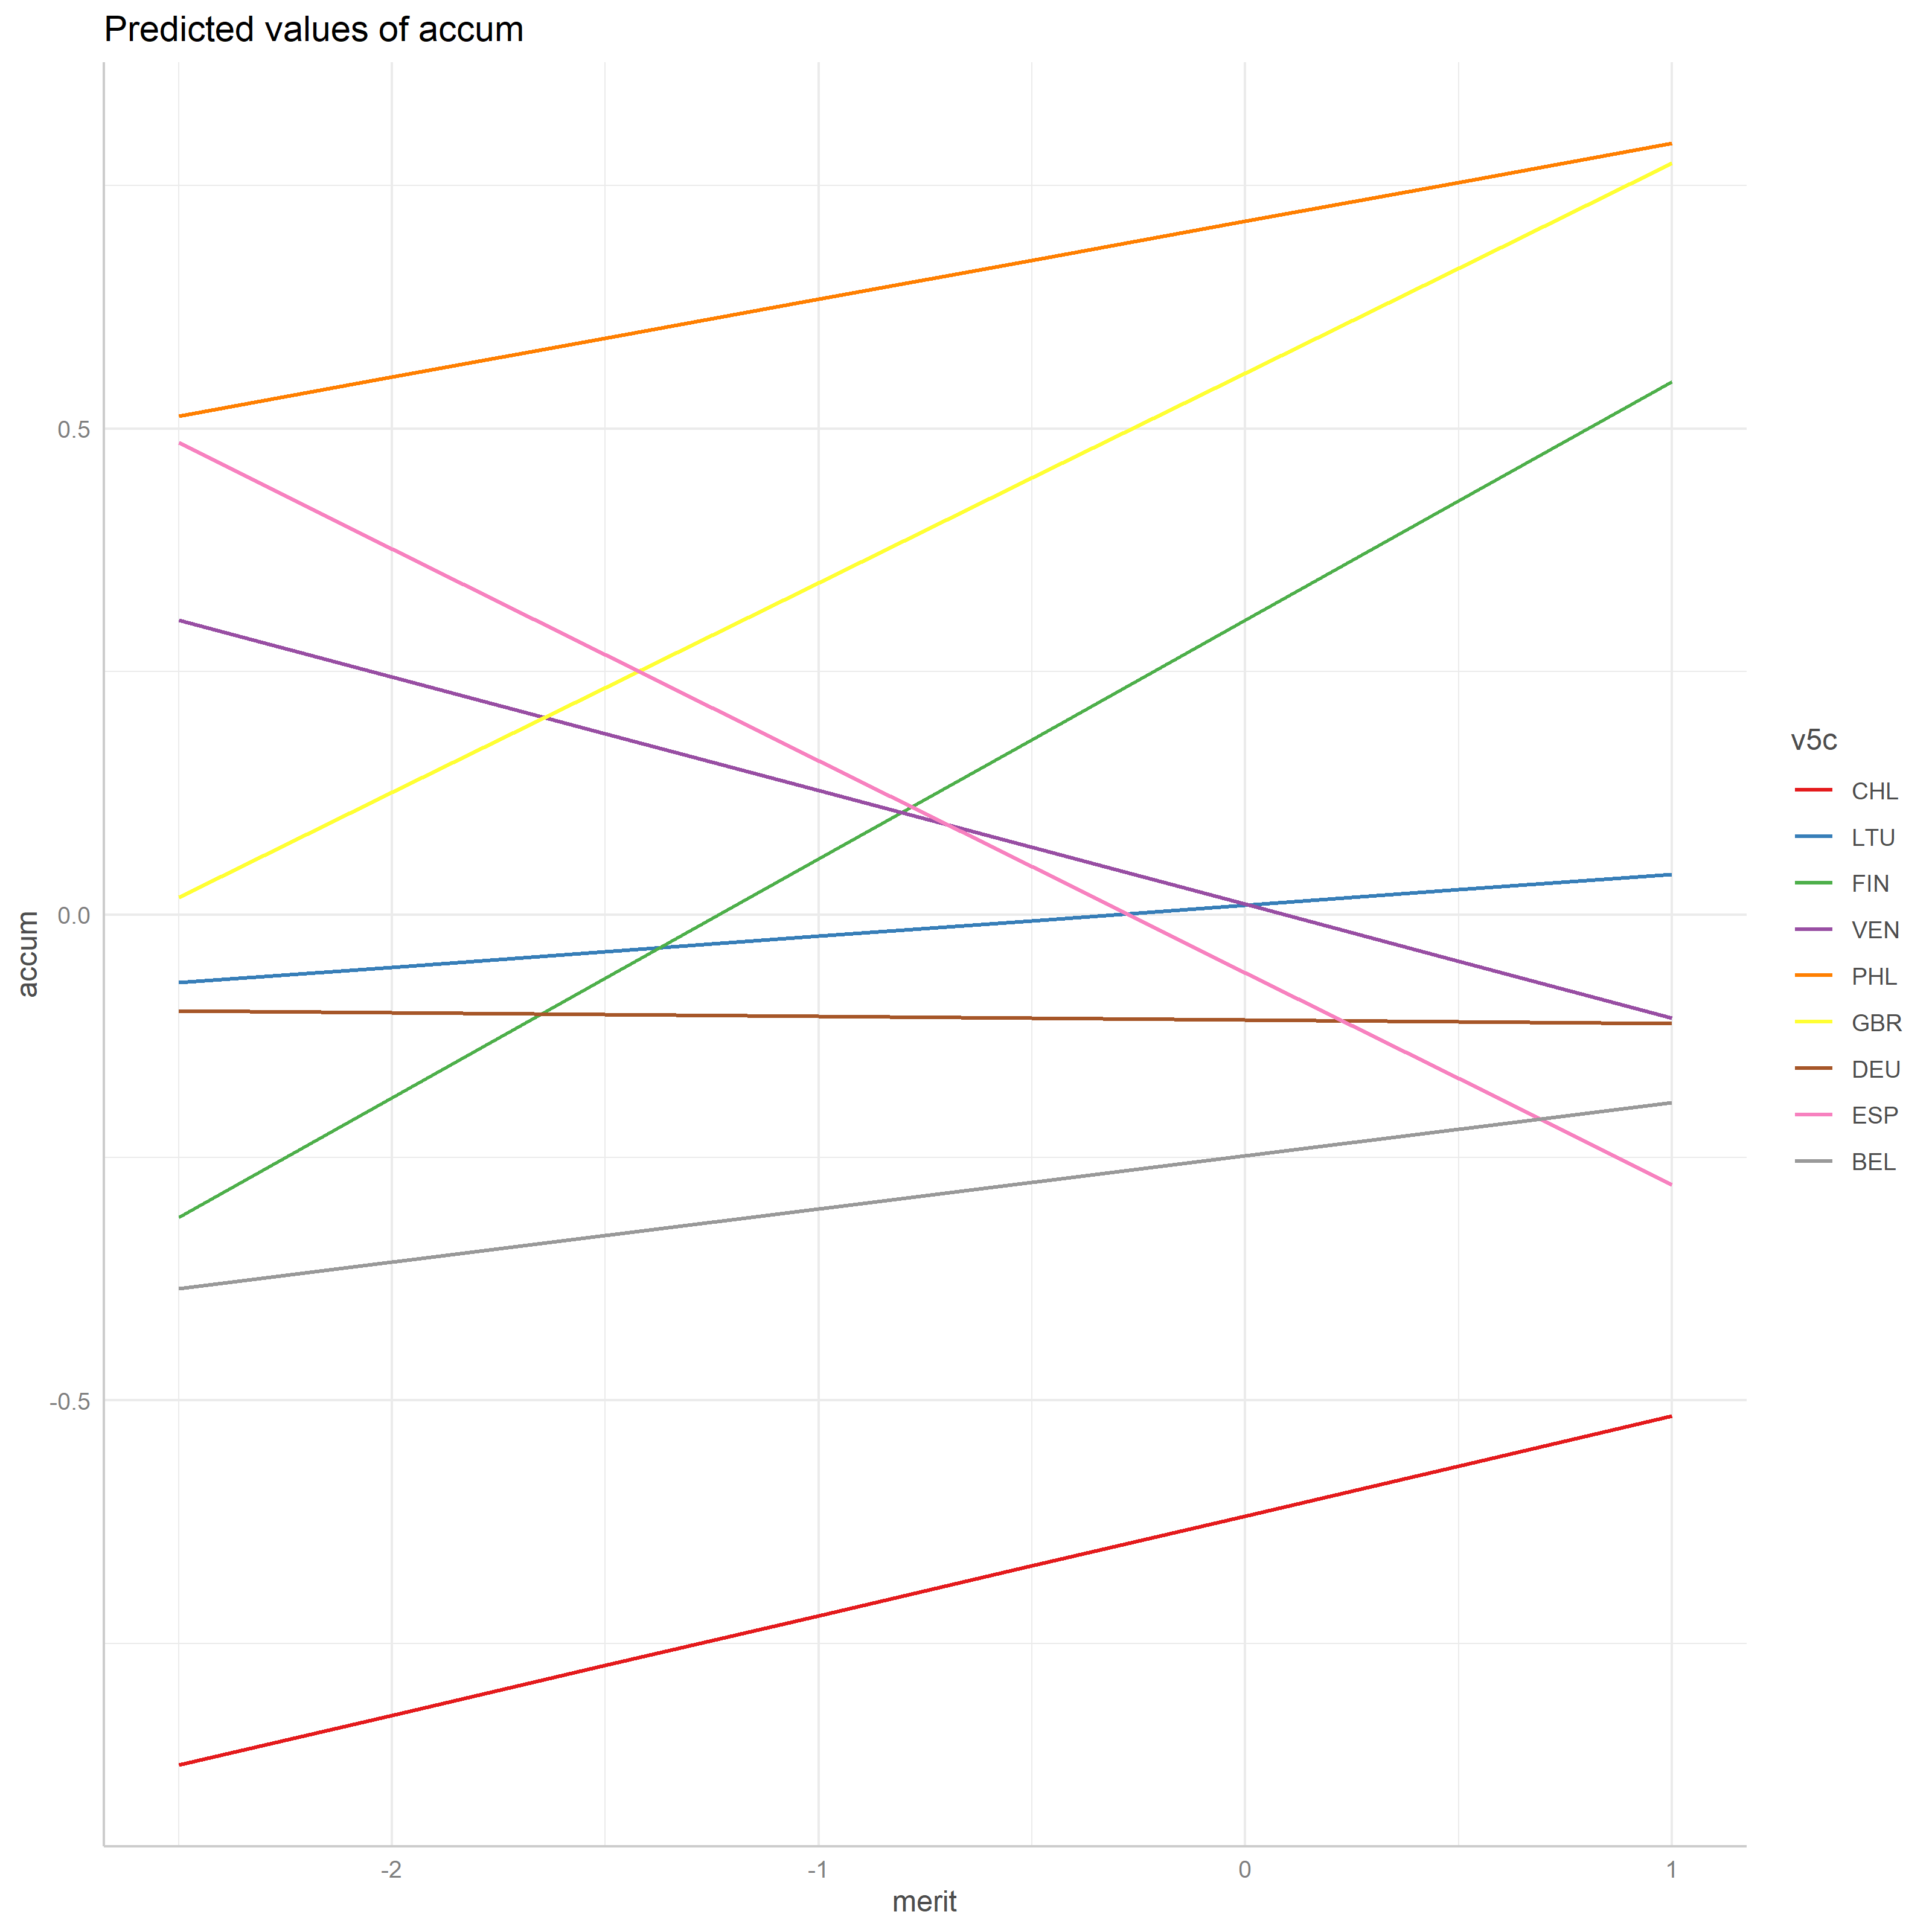 Predicted values of accum
accum
0.5
0.0
-0.5
-2
-1
0
1
merit
v5c
CHL
LTU
FIN
VEN
PHL
GBR
DEU
ESP
BEL